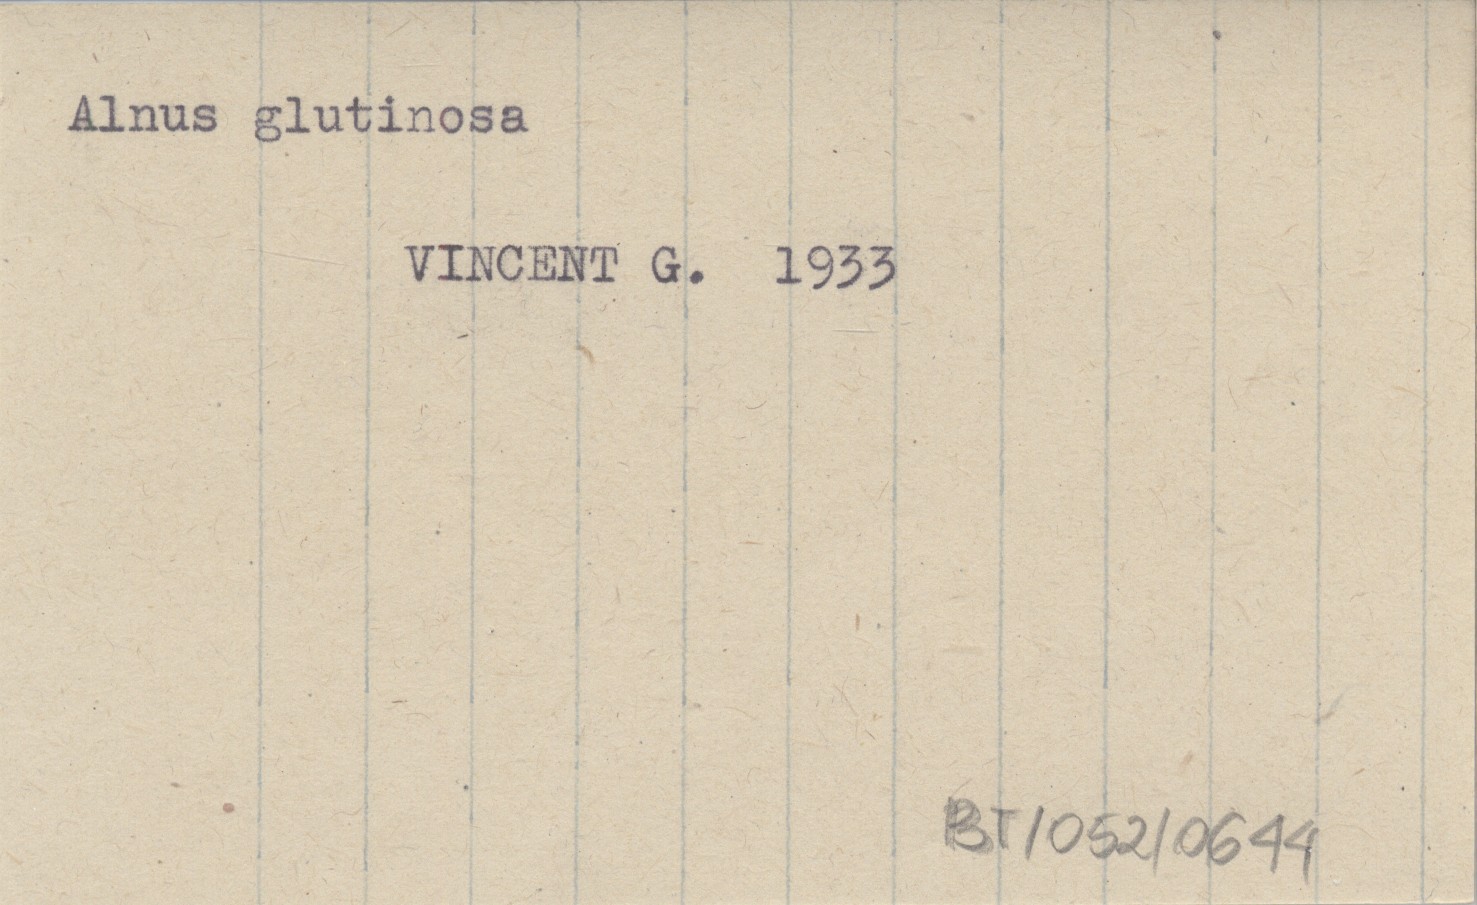 Alnus glutinosa
VINCENT G. 1933
BT/052/0644